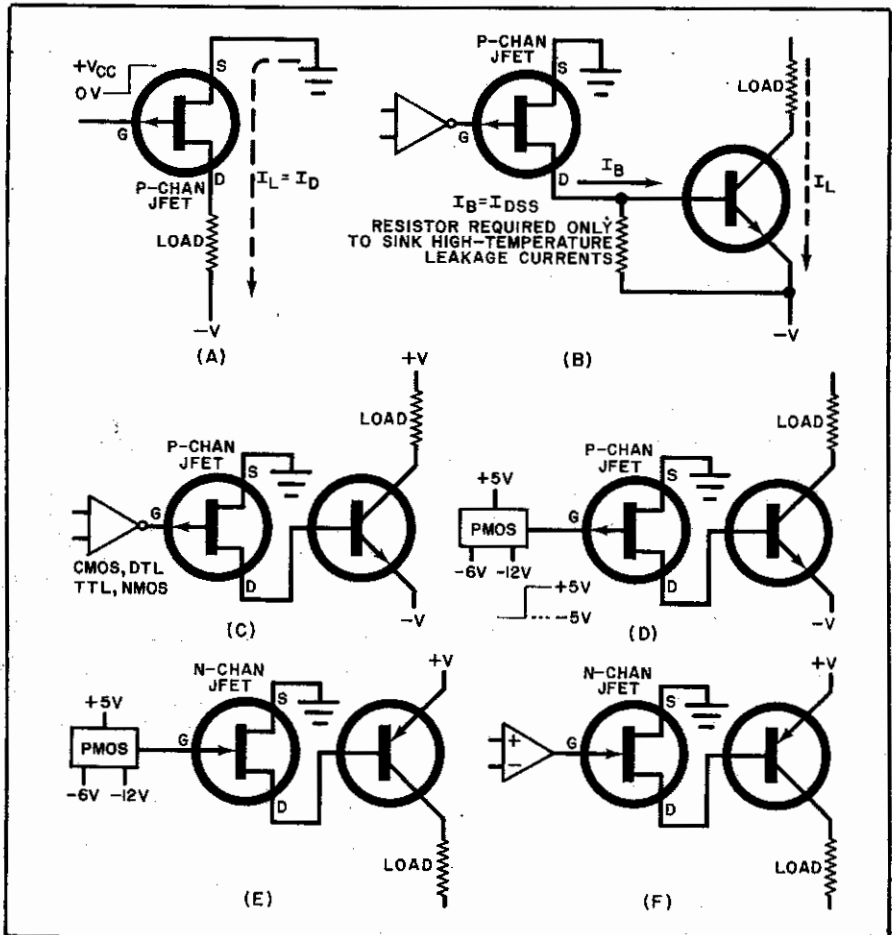 P-CHAN
JFET
+VCC
0V
S
G
D
P-CHAN
JFET
IL = ID
LOAD
-V
(A)
P-CHAN
JFET
S
G
D
IB
IB=IDSS
RESISTOR REQUIRED ONLY
TO SINK HIGH-TEMPERATURE
LEAKAGE CURRENTS
LOAD
IL
-V
(B)
P-CHAN
JFET
S
G
D
CMOS, DTL
TTL, NMOS
+V
LOAD
-V
(C)
P-CHAN
JFET
S
+5V
PMOS
G
-6V -12V
D
+5V
-5V
LOAD
-V
(D)
N-CHAN
JFET
S
+5V
PMOS
G
-6V -12V
D
+V
LOAD
(E)
N-CHAN
JFET
S
+
-
G
D
+V
LOAD
(F)